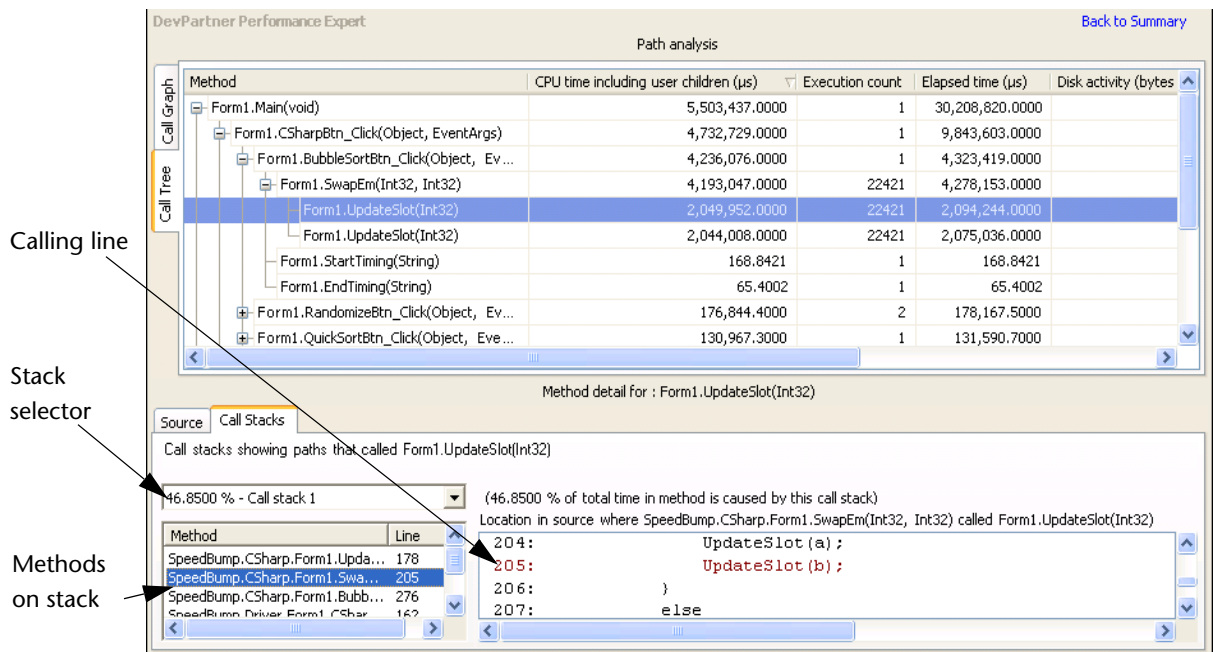 DevPartner Performance Expert Back to Summary
Path analysis
Call Graph
Call Tree
Method CPU time including user children (µs) Execution count Elapsed time (µs) Disk activity (bytes
Form1.Main(void) 5,503,437.0000 1 30,208,820.0000
Form1.CSharpBtn_Click(Object, EventArgs) 4,732,729.0000 1 9,843,603.0000
Form1.BubbleSortBtn_Click(Object, Ev... 4,236,076.0000 1 4,323,419.0000
Form1.SwapEm(Int32, Int32) 4,193,047.0000 22421 4,278,153.0000
Form1.UpdateSlot(Int32) 2,049,952.0000 22421 2,094,244.0000
Form1.UpdateSlot(Int32) 2,044,008.0000 22421 2,075,036.0000
Form1.StartTiming(String) 168.8421 1 168.8421
Form1.EndTiming(String) 65.4002 1 65.4002
Form1.RandomizeBtn_Click(Object, Ev... 176,844.4000 2 178,167.5000
Form1.QuickSortBtn_Click(Object, Eve... 130,967.3000 1 131,590.7000
Calling line
Stack
selector
Methods
on stack
Method detail for : Form1.UpdateSlot(Int32)
Source Call Stacks
Call stacks showing paths that called Form1.UpdateSlot(Int32)
46.8500 % - Call stack 1
(46.8500 % of total time in method is caused by this call stack)
Location in source where SpeedBump.CSharp.Form1.SwapEm(Int32, Int32) called Form1.UpdateSlot(Int32)
Method Line
SpeedBump.CSharp.Form1.Upda... 178
SpeedBump.CSharp.Form1.Swa... 205
SpeedBump.CSharp.Form1.Bubb... 276
SpeedBump.Driver.Form1.CShar... 162
204: UpdateSlot(a);
205: UpdateSlot(b);
206: }
207: else